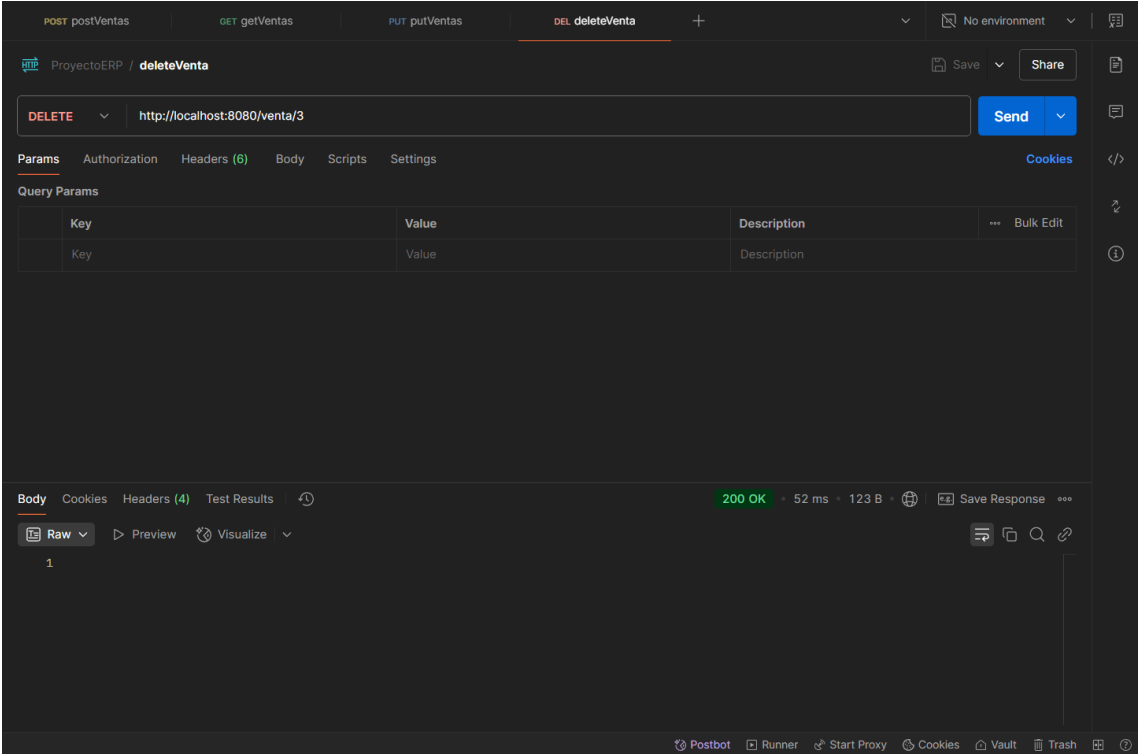 POST postVentas GET getVentas PUT putVentas DEL deleteVenta No environment
HTTP ProyectoERP / deleteVenta Save Share
DELETE http://localhost:8080/venta/3 Send
Params Authorization Headers (6) Body Scripts Settings Cookies
Query Params
Key Value Description Bulk Edit
Key Value Description
Body Cookies Headers (4) Test Results 200 OK 52 ms 123 B e.g. Save Response
Raw Preview Visualize
1
Postbot Runner Start Proxy Cookies Vault Trash